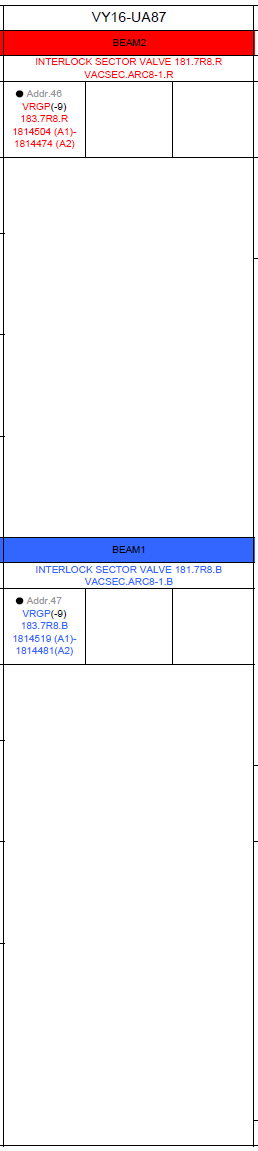 VY16-UA87
BEAM2
INTERLOCK SECTOR VALVE 181.7R8.R
VACSEC.ARC8-1.R
Addr.46
VRGP(-9)
183.7R8.R
1814504 (A1)-
1814474 (A2)
BEAM1
INTERLOCK SECTOR VALVE 181.7R8.B
VACSEC.ARC8-1.B
Addr.47
VRGP(-9)
183.7R8.B
1814519 (A1)-
1814481(A2)